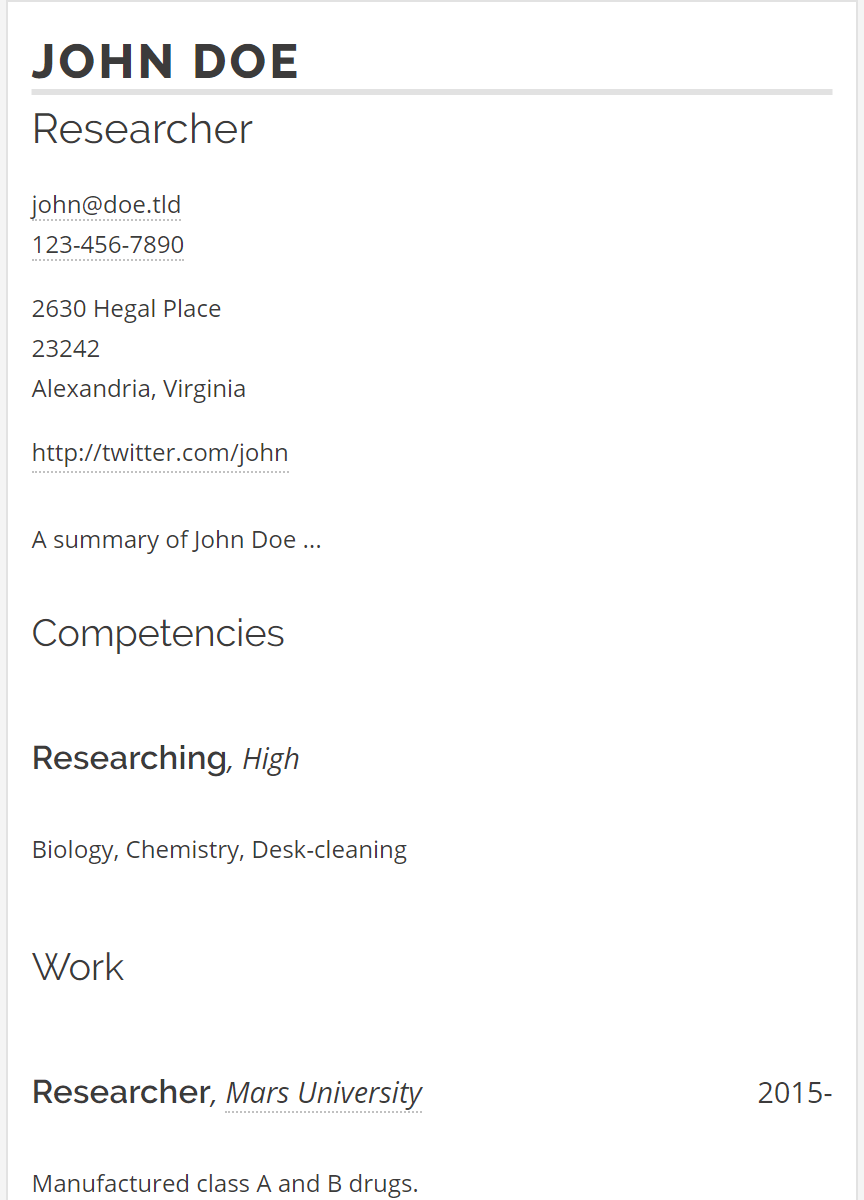 JOHN DOE
Researcher
john@doe.tld
123-456-7890
2630 Hegal Place
23242
Alexandria, Virginia
http://twitter.com/john
A summary of John Doe ...
Competencies
Researching, High
Biology, Chemistry, Desk-cleaning
Work
Researcher, Mars University 2015-
Manufactured class A and B drugs.